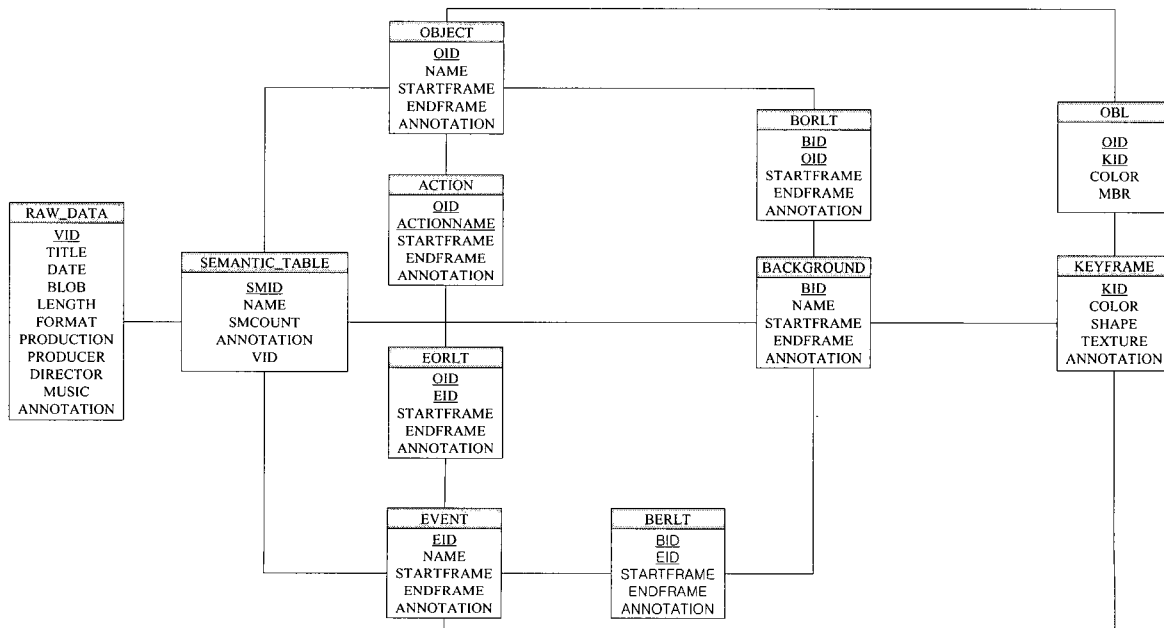 OBJECT
OID
NAME
STARTFRAME
ENDFRAME
ANNOTATION
BORLT
BID
OID
STARTFRAME
ENDFRAME
ANNOTATION
OBL
OID
KID
COLOR
MBR
ACTION
OID
ACTIONNAME
STARTFRAME
ENDFRAME
ANNOTATION
RAW_DATA
VID
TITLE
DATE
BLOB
LENGTH
FORMAT
PRODUCTION
PRODUCER
DIRECTOR
MUSIC
ANNOTATION
SEMANTIC_TABLE
SMID
NAME
SMCOUNT
ANNOTATION
VID
BACKGROUND
BID
NAME
STARTFRAME
ENDFRAME
ANNOTATION
KEYFRAME
KID
COLOR
SHAPE
TEXTURE
ANNOTATION
EORLT
OID
EID
STARTFRAME
ENDFRAME
ANNOTATION
EVENT
EID
NAME
STARTFRAME
ENDFRAME
ANNOTATION
BERLT
BID
EID
STARTFRAME
ENDFRAME
ANNOTATION